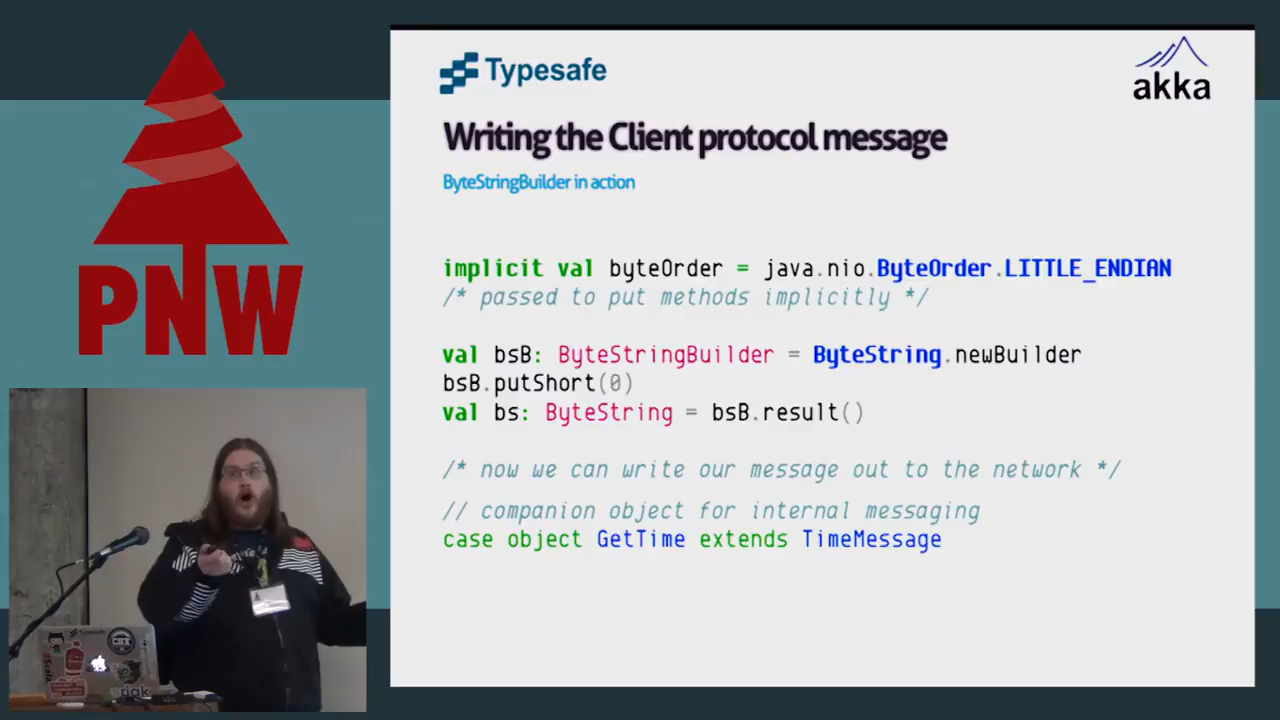 PNW
Typesafe
akka
Writing the Client protocol message
ByteStringBuilder in action
implicit val byteOrder = java.nio.ByteOrder.LITTLE_ENDIAN
/* passed to put methods implicitly */
val bsB: ByteStringBuilder = ByteString.newBuilder
bsB.putShort(0)
val bs: ByteString = bsB.result()
/* now we can write our message out to the network */
// companion object for internal messaging
case object GetTime extends TimeMessage
Typesafe
riak